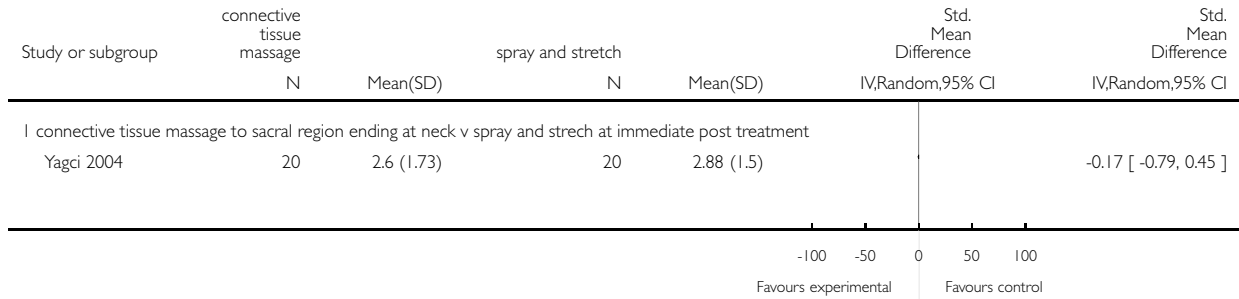 Study or subgroup connective tissue massage spray and stretch Std. Mean Difference Std. Mean Difference
N Mean(SD) N Mean(SD) IV,Random,95% CI IV,Random,95% CI
1 connective tissue massage to sacral region ending at neck v spray and strech at immediate post treatment
Yagci 2004 20 2.6 (1.73) 20 2.88 (1.5) -0.17 [ -0.79, 0.45 ]
-100 -50 0 50 100
Favours experimental Favours control